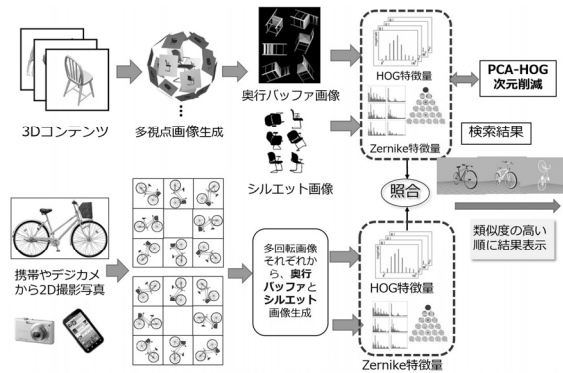 3Dコンテンツ
多視点画像生成
奥行バッファ画像
シルエット画像
HOG特徴量
Zernike特徴量
PCA-HOG
次元削減
検索結果
照合
類似度の高い
順に結果表示
携帯やデジカメ
から2D撮影写真
多回転画像
それぞれか
ら、奥行
バッファと
シルエット
画像生成
HOG特徴量
Zernike特徴量